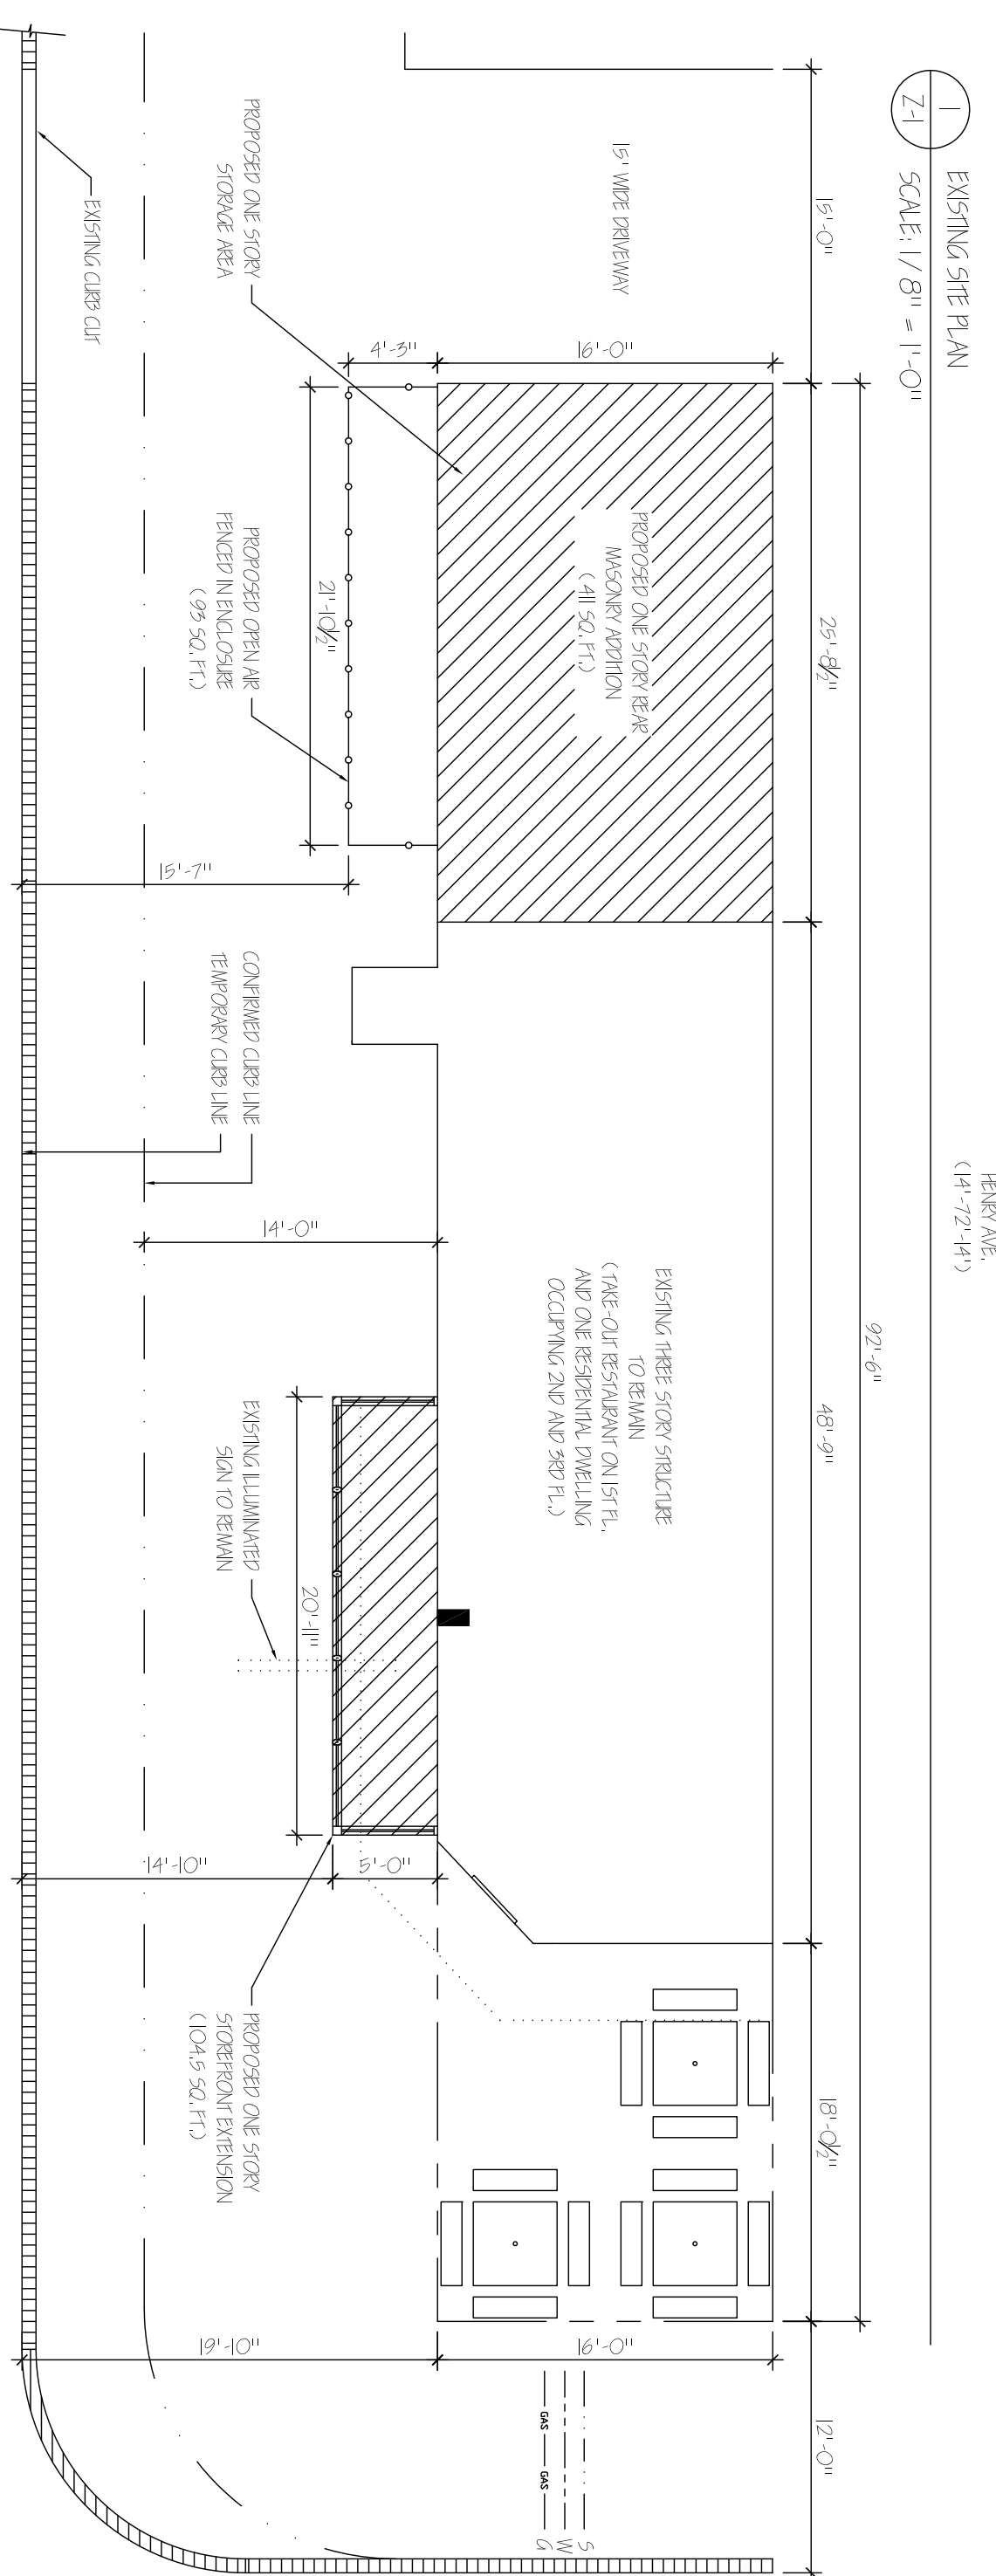 1
Z-1
EXISTING SITE PLAN
SCALE: 1/8" = 1'-0"
HENRY AVE.
(14'-72'-14')
92'-6"
15'-0"
25'-8½"
48'-9"
18'-0½"
12'-0"
15' WIDE DRIVEWAY
16'-0"
4'-3"
PROPOSED ONE STORY REAR
MASONRY ADDITION
(411 SQ. FT.)
EXISTING THREE STORY STRUCTURE
TO REMAIN
(TAKE-OUT RESTAURANT ON 1ST FL.
AND ONE RESIDENTIAL DWELLING
OCCUPYING 2ND AND 3RD FL.)
S
W
GAS
GAS
G
16'-0"
19'-10"
21'-10½"
20'-11"
5'-0"
14'-10"
14'-0"
15'-7"
PROPOSED ONE STORY
STORAGE AREA
PROPOSED OPEN AIR
FENCED IN ENCLOSURE
(93 SQ. FT.)
CONFIRMED CURB LINE
TEMPORARY CURB LINE
EXISTING ILLUMINATED
SIGN TO REMAIN
PROPOSED ONE STORY
STOREFRONT EXTENSION
(104.5 SQ. FT.)
EXISTING CURB CUT